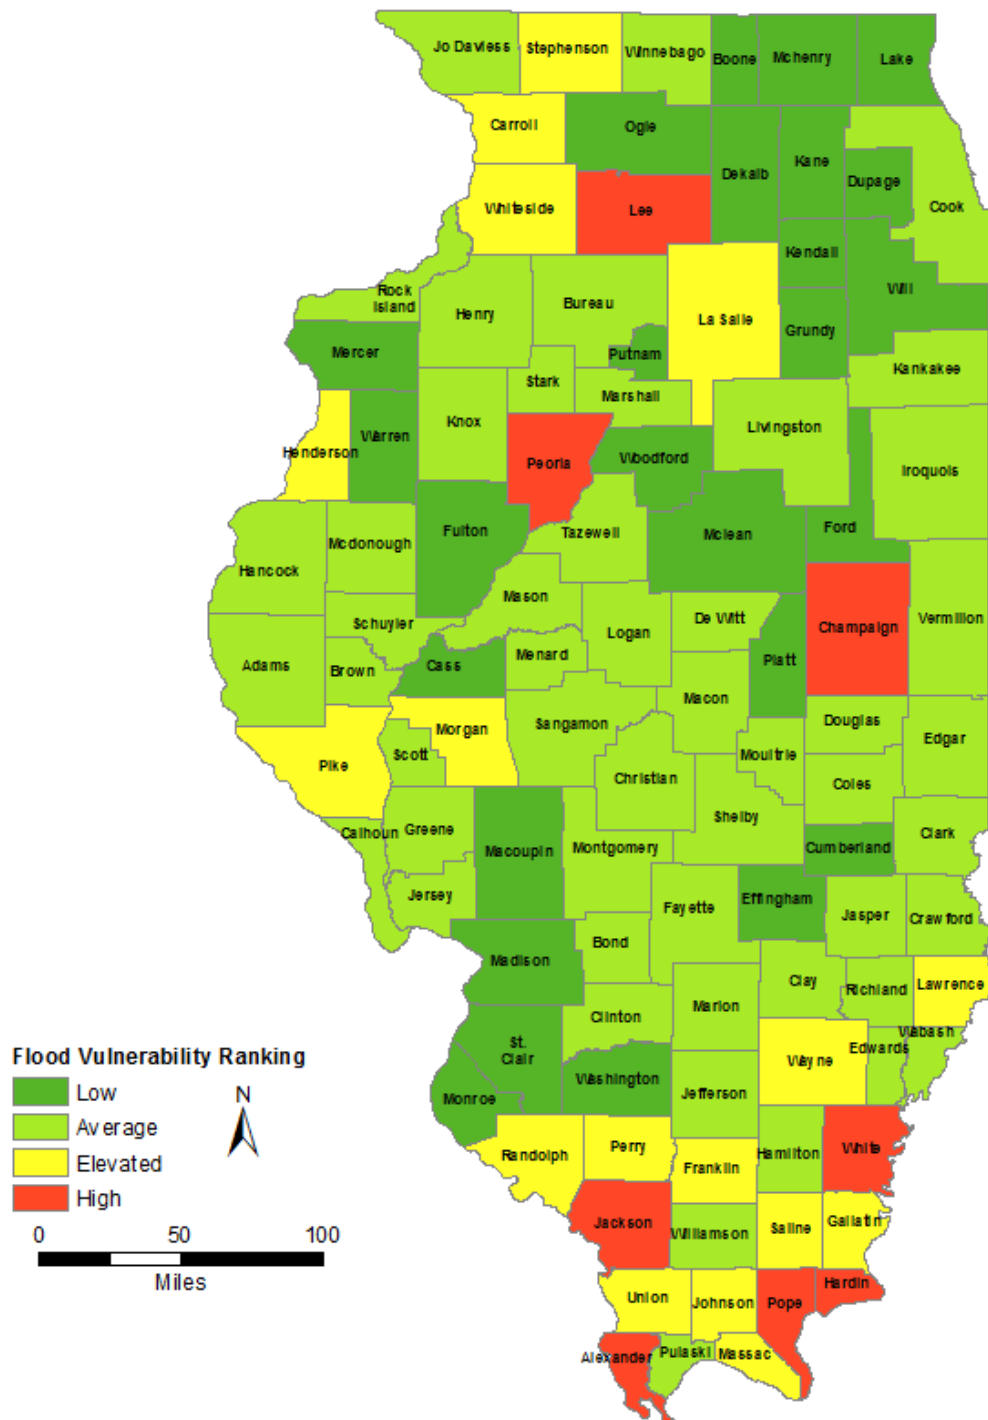 Jo Daviess
Stephenson
Winnebago
Boone
Mchenry
Lake
Carroll
Ogle
Dekalb
Kane
Dupage
Cook
Whiteside
Lee
Kendall
Will
Rock
Island
Henry
Bureau
La Salle
Grundy
Mercer
Putnam
Kankakee
Stark
Marshall
Knox
Livingston
Warren
Henderson
Peoria
Woodford
Iroquois
Fulton
Tazewell
Mclean
Ford
Mcdonough
Hancock
Mason
Schuyler
Logan
De Witt
Champaign
Vermilion
Adams
Brown
Cass
Menard
Piatt
Macon
Pike
Morgan
Scott
Sangamon
Douglas
Edgar
Moultrie
Christian
Coles
Shelby
Calhoun
Greene
Macoupin
Montgomery
Cumberland
Clark
Jersey
Fayette
Effingham
Jasper
Crawford
Madison
Bond
Clay
Richland
Lawrence
Marion
Clinton
St.
Clair
Wabash
Edwards
Wayne
Washington
Jefferson
Monroe
Flood Vulnerability Ranking
Low
Average
Elevated
High
N
0
50
100
Miles
Randolph
Perry
Franklin
Hamilton
White
Jackson
Williamson
Saline
Gallatin
Union
Johnson
Pope
Hardin
Alexander
Pulaski
Massac